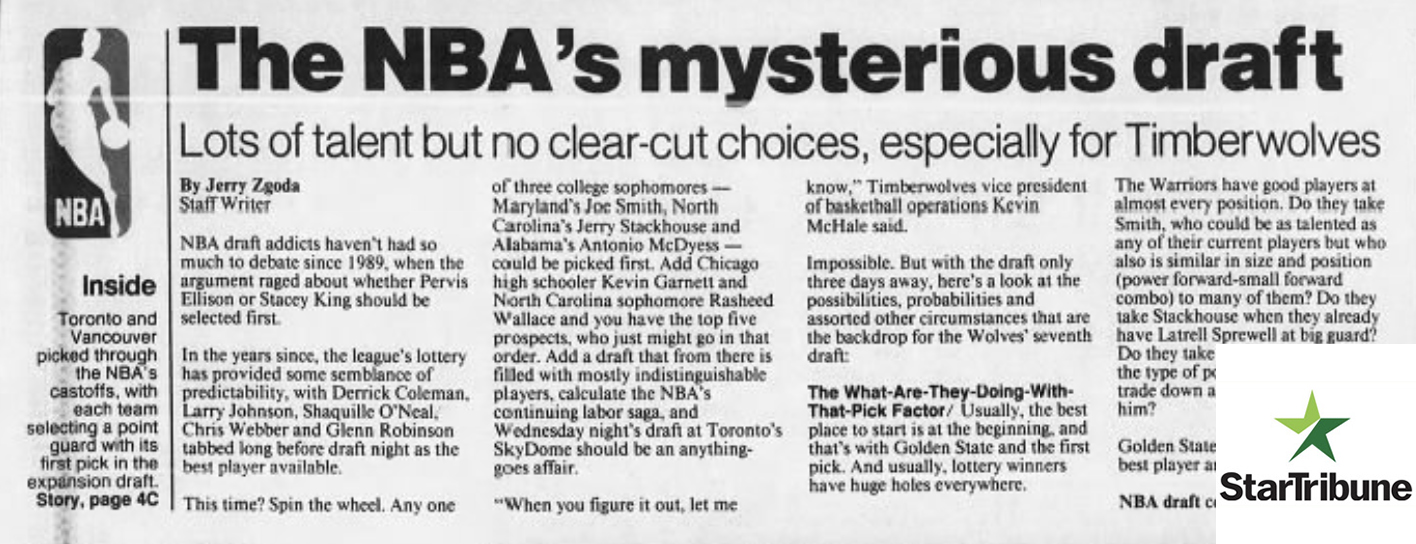 The NBA's mysterious draft
Lots of talent but no clear-cut choices, especially for Timberwolves
NBA
Inside
Toronto and
Vancouver
picked through
the NBA's
castoffs, with
each team
selecting a point
guard with its
first pick in the
expansion draft.
Story, page 4C
By Jerry Zgoda
Staff Writer
NBA draft addicts haven't had so
much to debate since 1989, when the
argument raged about whether Pervis
Ellison or Stacey King should be
selected first.
In the years since, the league's lottery
has provided some semblance of
predictability, with Derrick Coleman,
Larry Johnson, Shaquille O'Neal,
Chris Webber and Glenn Robinson
tabbed long before draft night as the
best player available.
This time? Spin the wheel. Any one
of three college sophomores —
Maryland's Joe Smith, North
Carolina's Jerry Stackhouse and
Alabama's Antonio McDyess —
could be picked first. Add Chicago
high schooler Kevin Garnett and
North Carolina sophomore Rasheed
Wallace and you have the top five
prospects, who just might go in that
order. Add a draft that from there is
filled with mostly indistinguishable
players, calculate the NBA's
continuing labor saga, and
Wednesday night's draft at Toronto's
SkyDome should be an anything-
goes affair.
"When you figure it out, let me
know," Timberwolves vice president
of basketball operations Kevin
McHale said.
Impossible. But with the draft only
three days away, here's a look at the
possibilities, probabilities and
assorted other circumstances that are
the backdrop for the Wolves' seventh
draft:
The What-Are-They-Doing-With-
That-Pick Factor/ Usually, the best
place to start is at the beginning, and
that's with Golden State and the first
pick. And usually, lottery winners
have huge holes everywhere.
The Warriors have good players at
almost every position. Do they take
Smith, who could be as talented as
any of their current players but who
also is similar in size and position
(power forward-small forward
combo) to many of them? Do they
take Stackhouse when they already
have Latrell Sprewell at big guard?
Do they take
the type of
trade down
him?
Golden State
best player
NBA draft
StarTribune